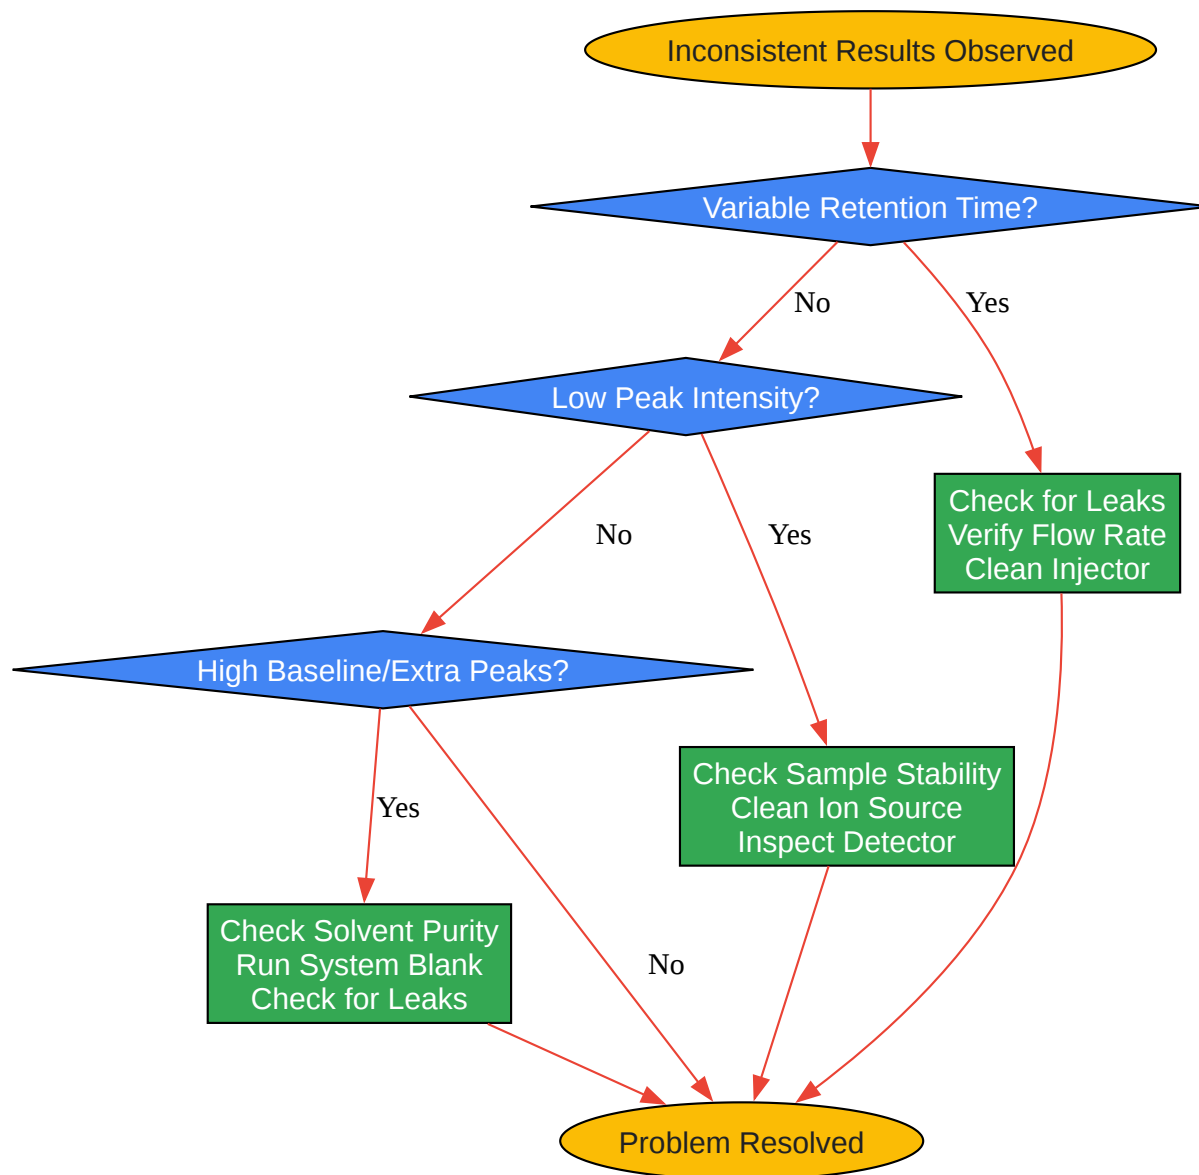 Inconsistent Results Observed
Variable Retention Time?
No
Yes
Low Peak Intensity?
Check for Leaks
Verify Flow Rate
Clean Injector
No
Yes
High Baseline/Extra Peaks?
Check Sample Stability
Clean Ion Source
Inspect Detector
Yes
Check Solvent Purity
Run System Blank
Check for Leaks
No
Problem Resolved